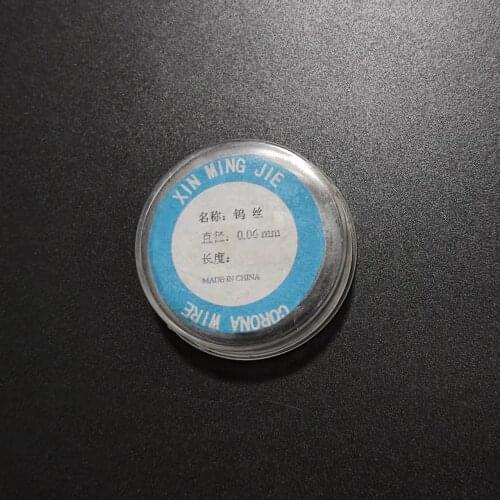 XIN MING JIE
名称：钨 丝
直径：0.06 mm
长度：
MADE IN CHINA
CORONA WIRE